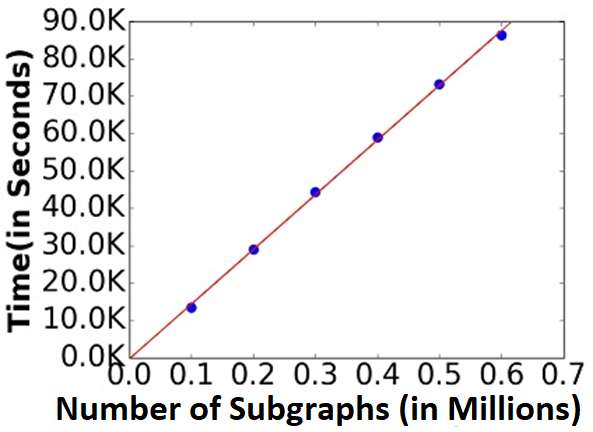 90.0K
80.0K
70.0K
60.0K
50.0K
40.0K
30.0K
20.0K
10.0K
0.0K
Time(in Seconds)
0.0 0.1 0.2 0.3 0.4 0.5 0.6 0.7
Number of Subgraphs (in Millions)